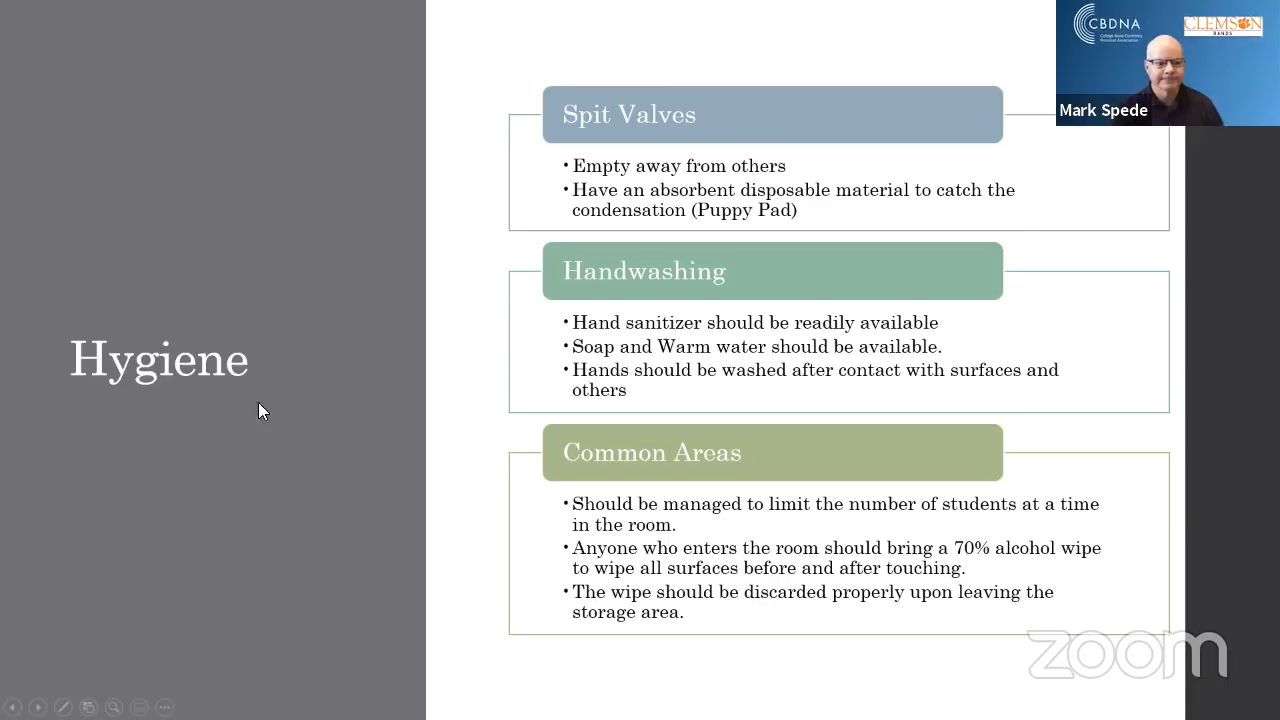 CBDNA
CLEMSON
BANDS
Mark Spede
Hygiene
Spit Valves
•Empty away from others
•Have an absorbent disposable material to catch the
condensation (Puppy Pad)
Handwashing
•Hand sanitizer should be readily available
•Soap and Warm water should be available.
•Hands should be washed after contact with surfaces and
others
Common Areas
•Should be managed to limit the number of students at a time
in the room.
•Anyone who enters the room should bring a 70% alcohol wipe
to wipe all surfaces before and after touching.
•The wipe should be discarded properly upon leaving the
storage area.
zoom